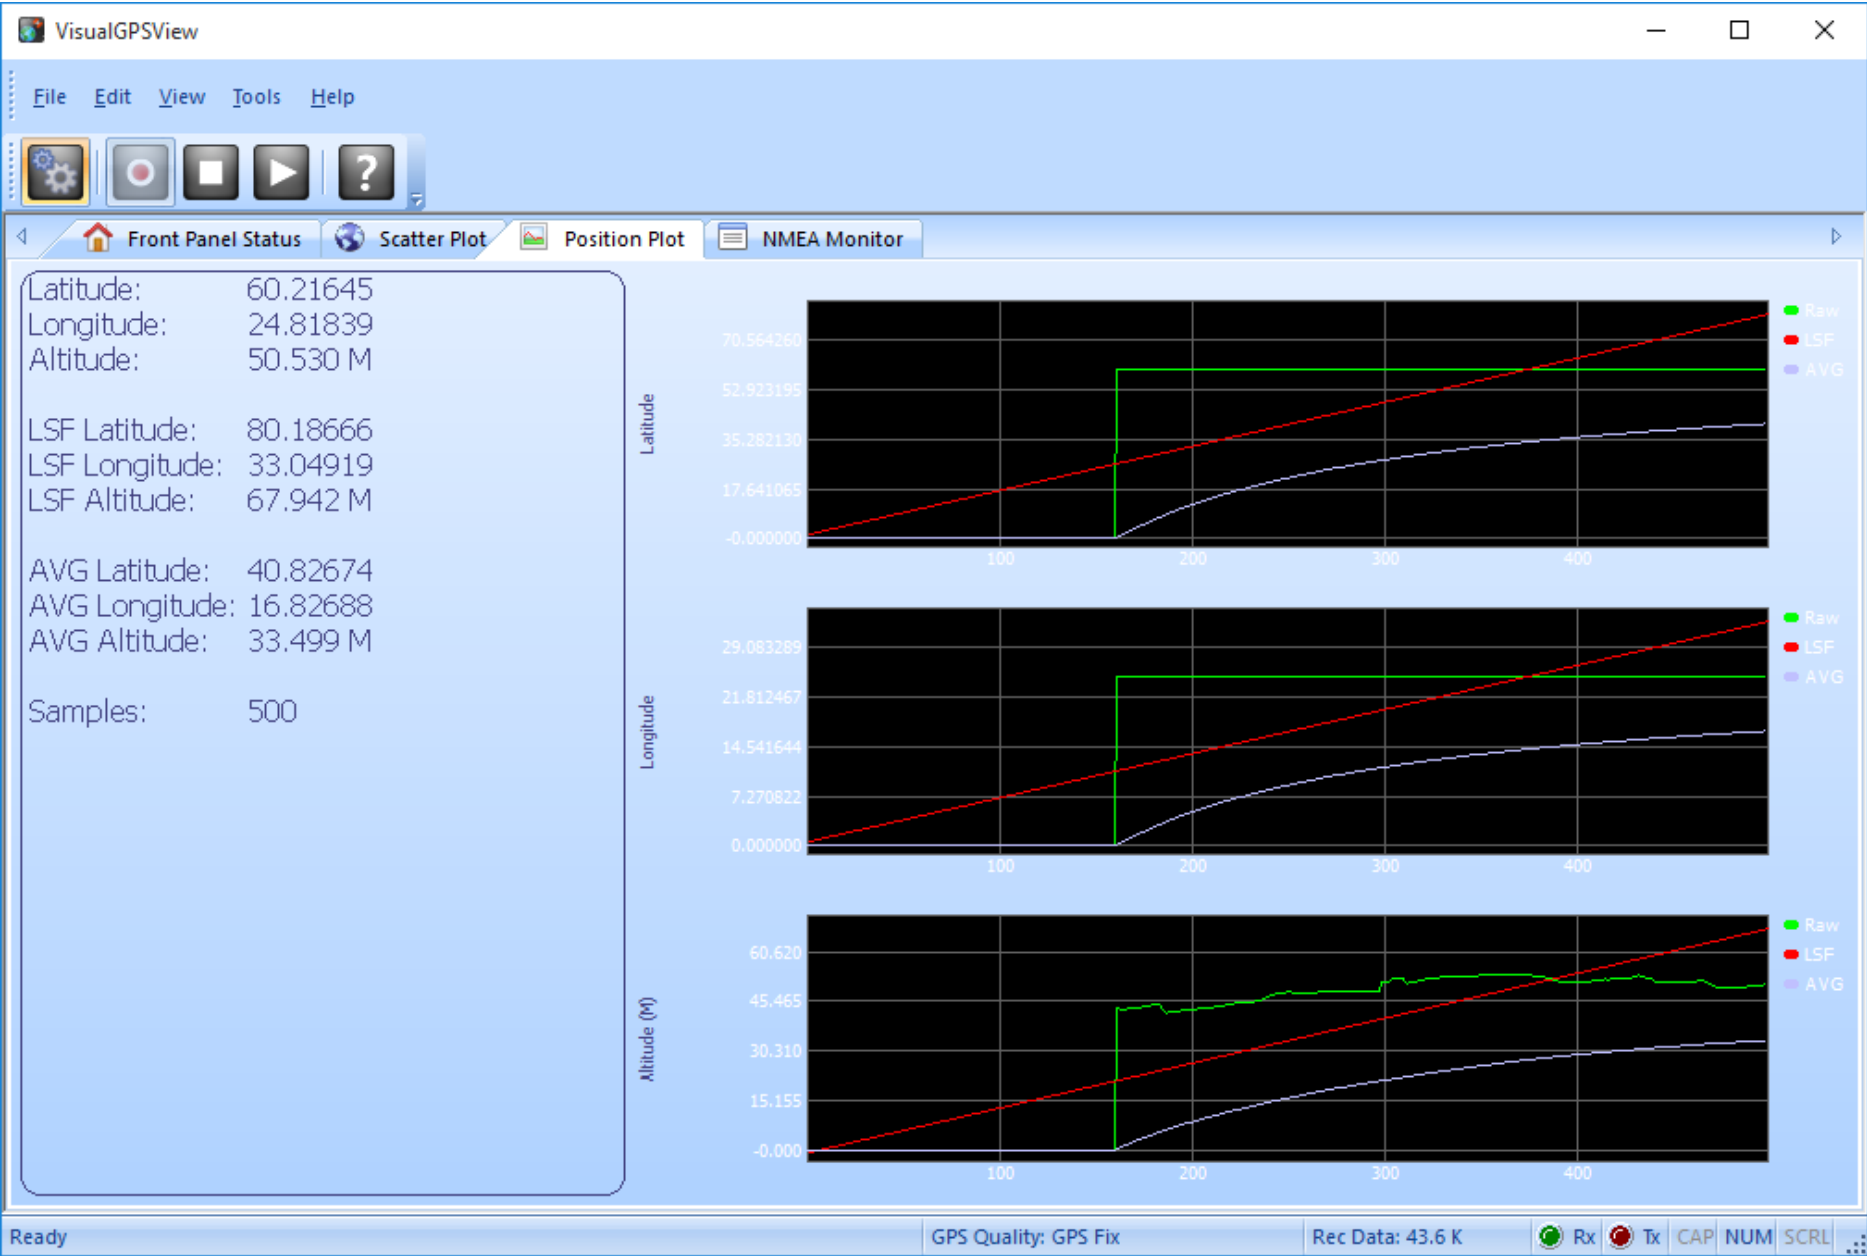 VisualGPSView
File Edit View Tools Help
Front Panel Status Scatter Plot Position Plot NMEA Monitor
Latitude: 60.21645
Longitude: 24.81839
Altitude: 50.530 M
LSF Latitude: 80.18666
LSF Longitude: 33.04919
LSF Altitude: 67.942 M
AVG Latitude: 40.82674
AVG Longitude: 16.82688
AVG Altitude: 33.499 M
Samples: 500
Latitude
70.564260
52.923195
35.282130
17.641065
-0.000000
100 200 300 400
Raw
LSF
AVG
Longitude
29.083289
21.812467
14.541644
7.270822
0.000000
100 200 300 400
Raw
LSF
AVG
Altitude (M)
60.620
45.465
30.310
15.155
-0.000
100 200 300 400
Raw
LSF
AVG
Ready GPS Quality: GPS Fix Rec Data: 43.6 K Rx Tx CAP NUM SCRL